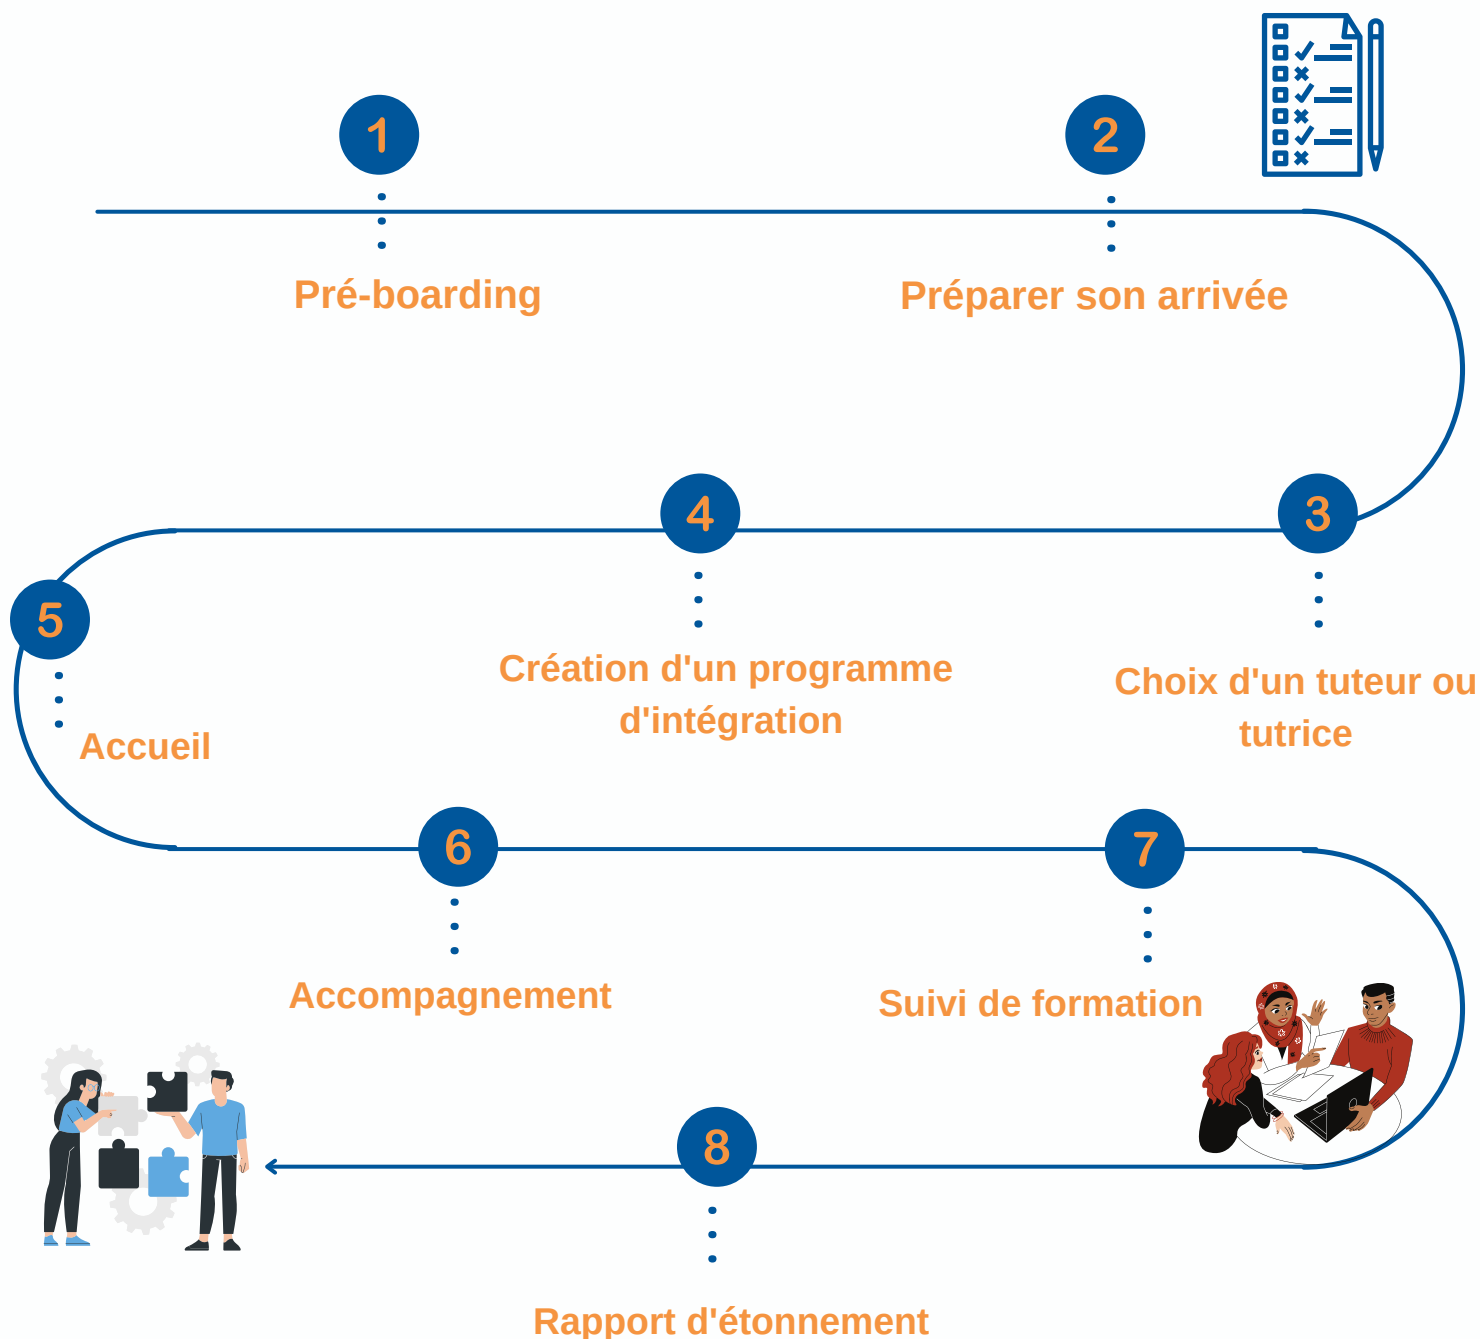 1
2
Pré-boarding
Préparer son arrivée
3
Choix d'un tuteur ou
tutrice
4
Création d'un programme
d'intégration
5
Accueil
6
Accompagnement
7
Suivi de formation
8
Rapport d'étonnement